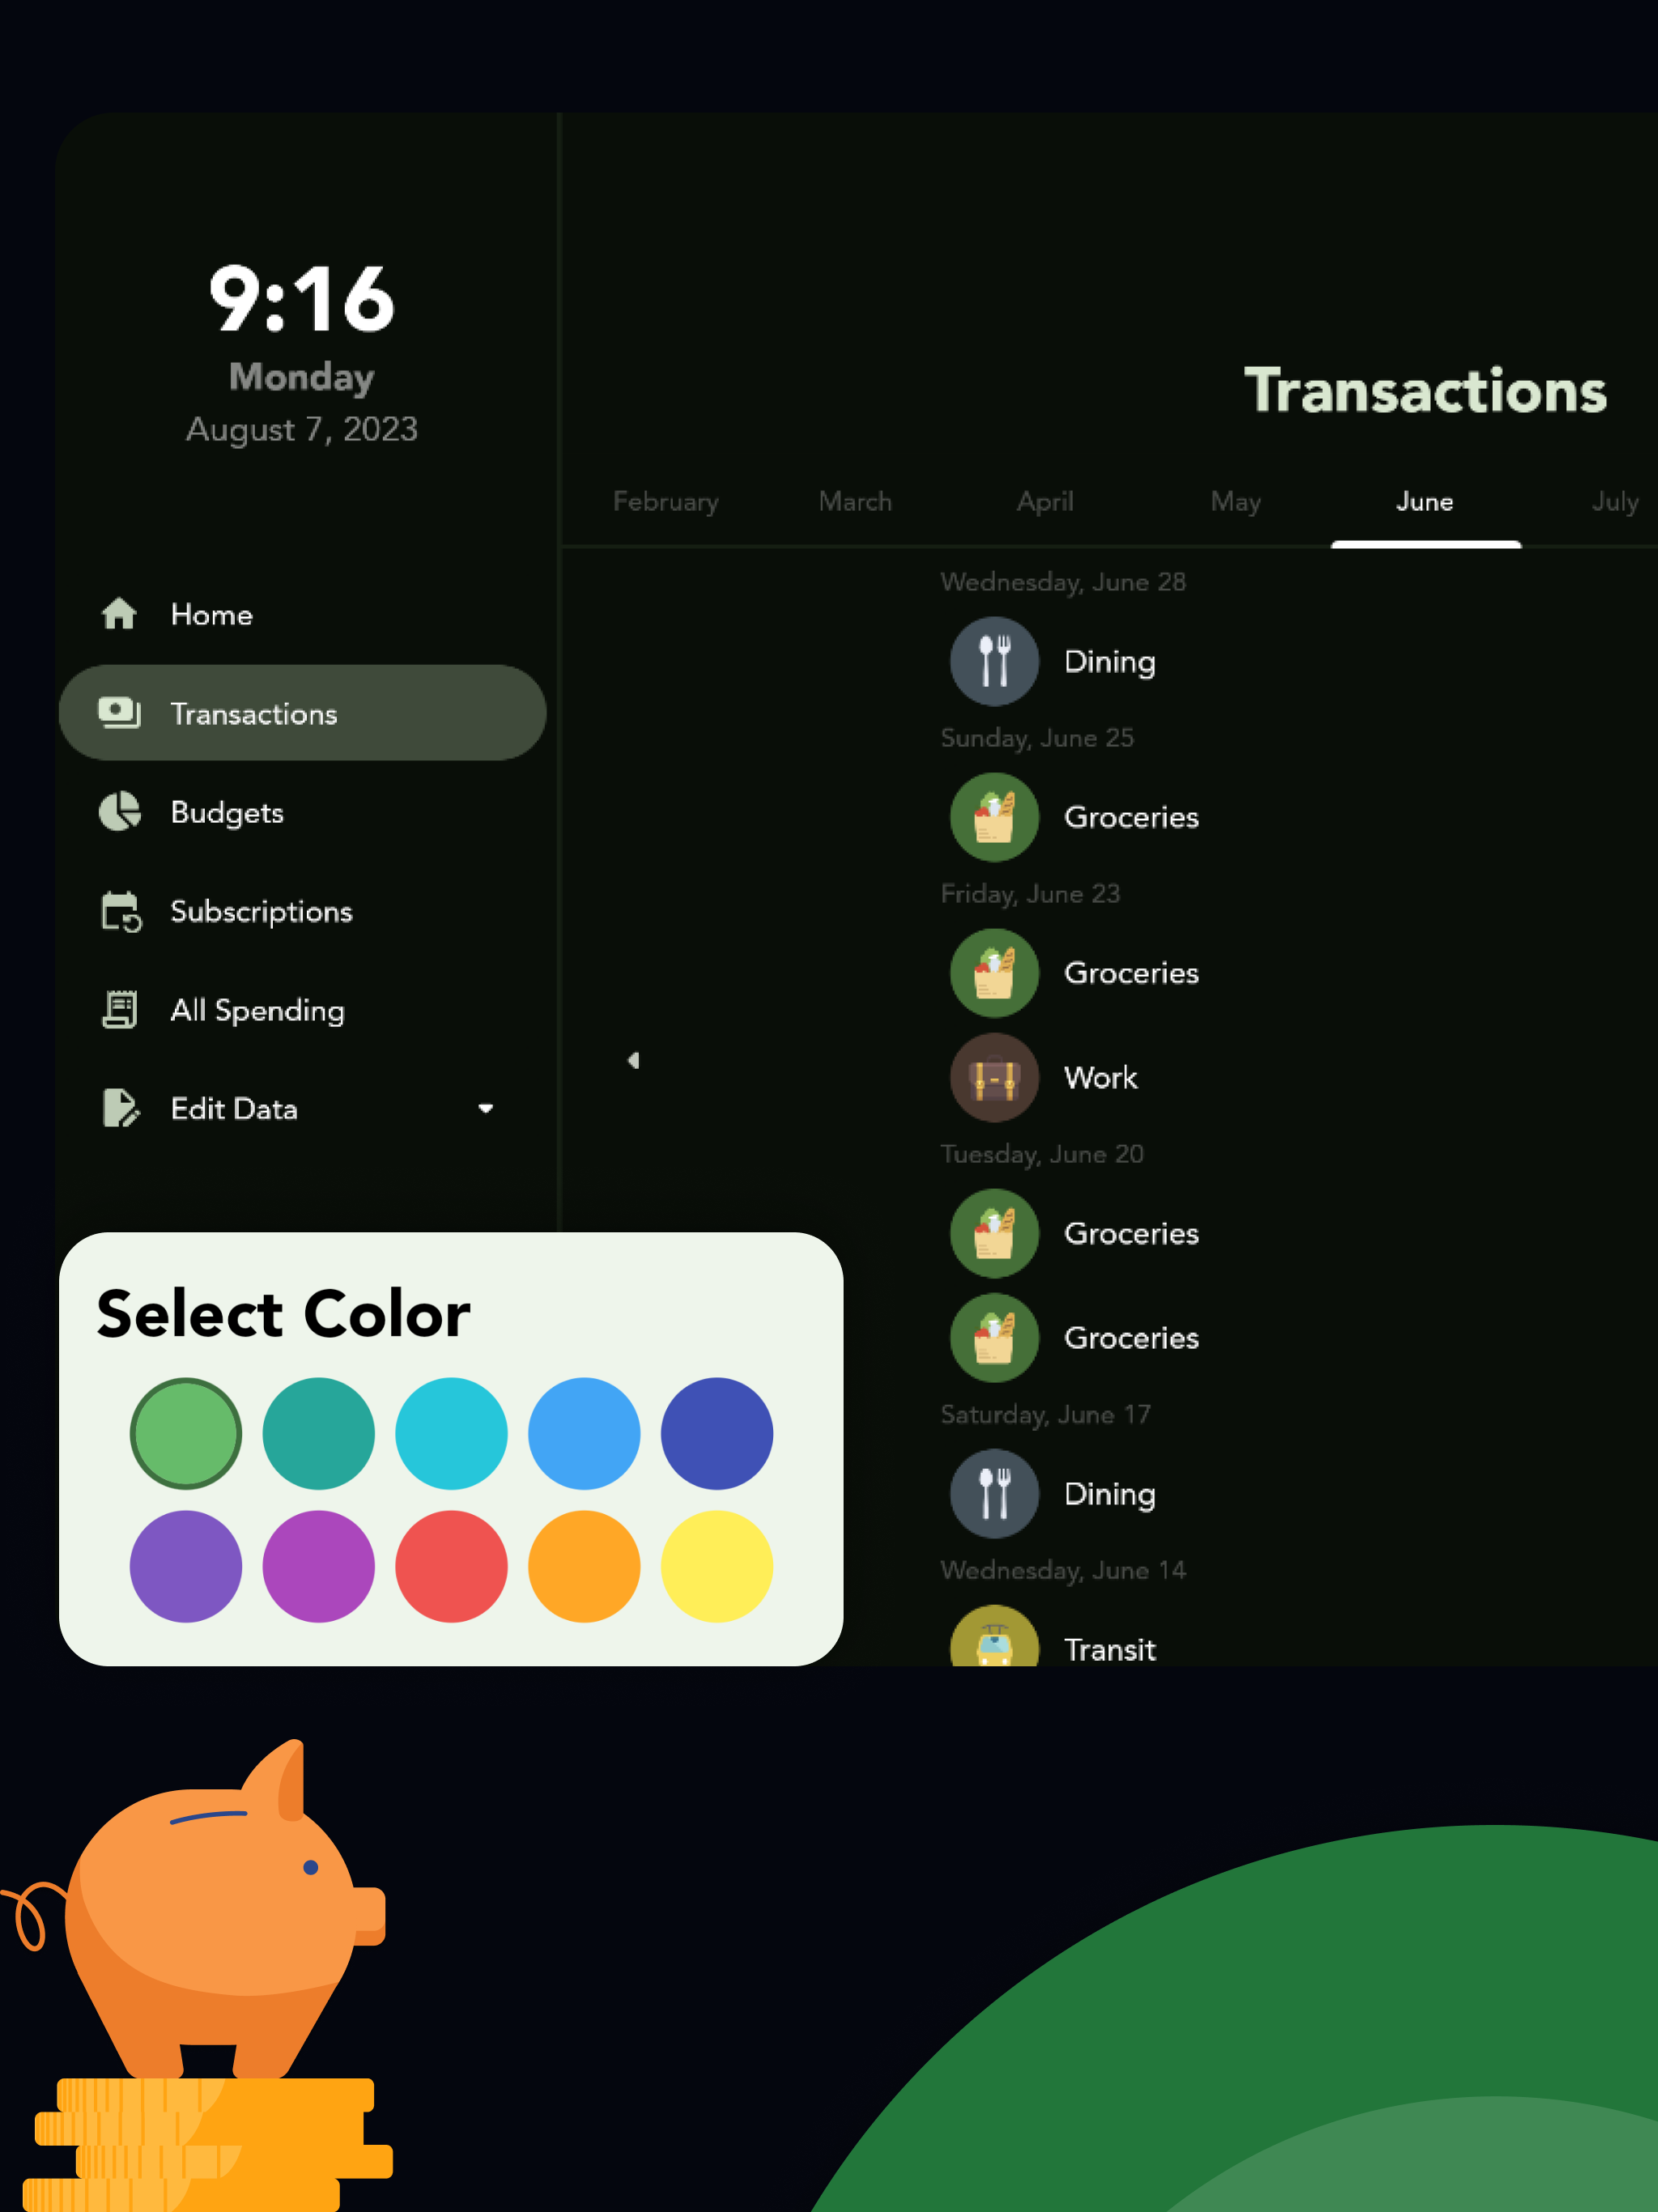 9:16
Monday
August 7, 2023
Home
Transactions
Budgets
Subscriptions
All Spending
Edit Data
Transactions
February March April May June July
Wednesday, June 28
Dining
Sunday, June 25
Groceries
Friday, June 23
Groceries
Work
Tuesday, June 20
Groceries
Groceries
Saturday, June 17
Dining
Wednesday, June 14
Transit
Select Color